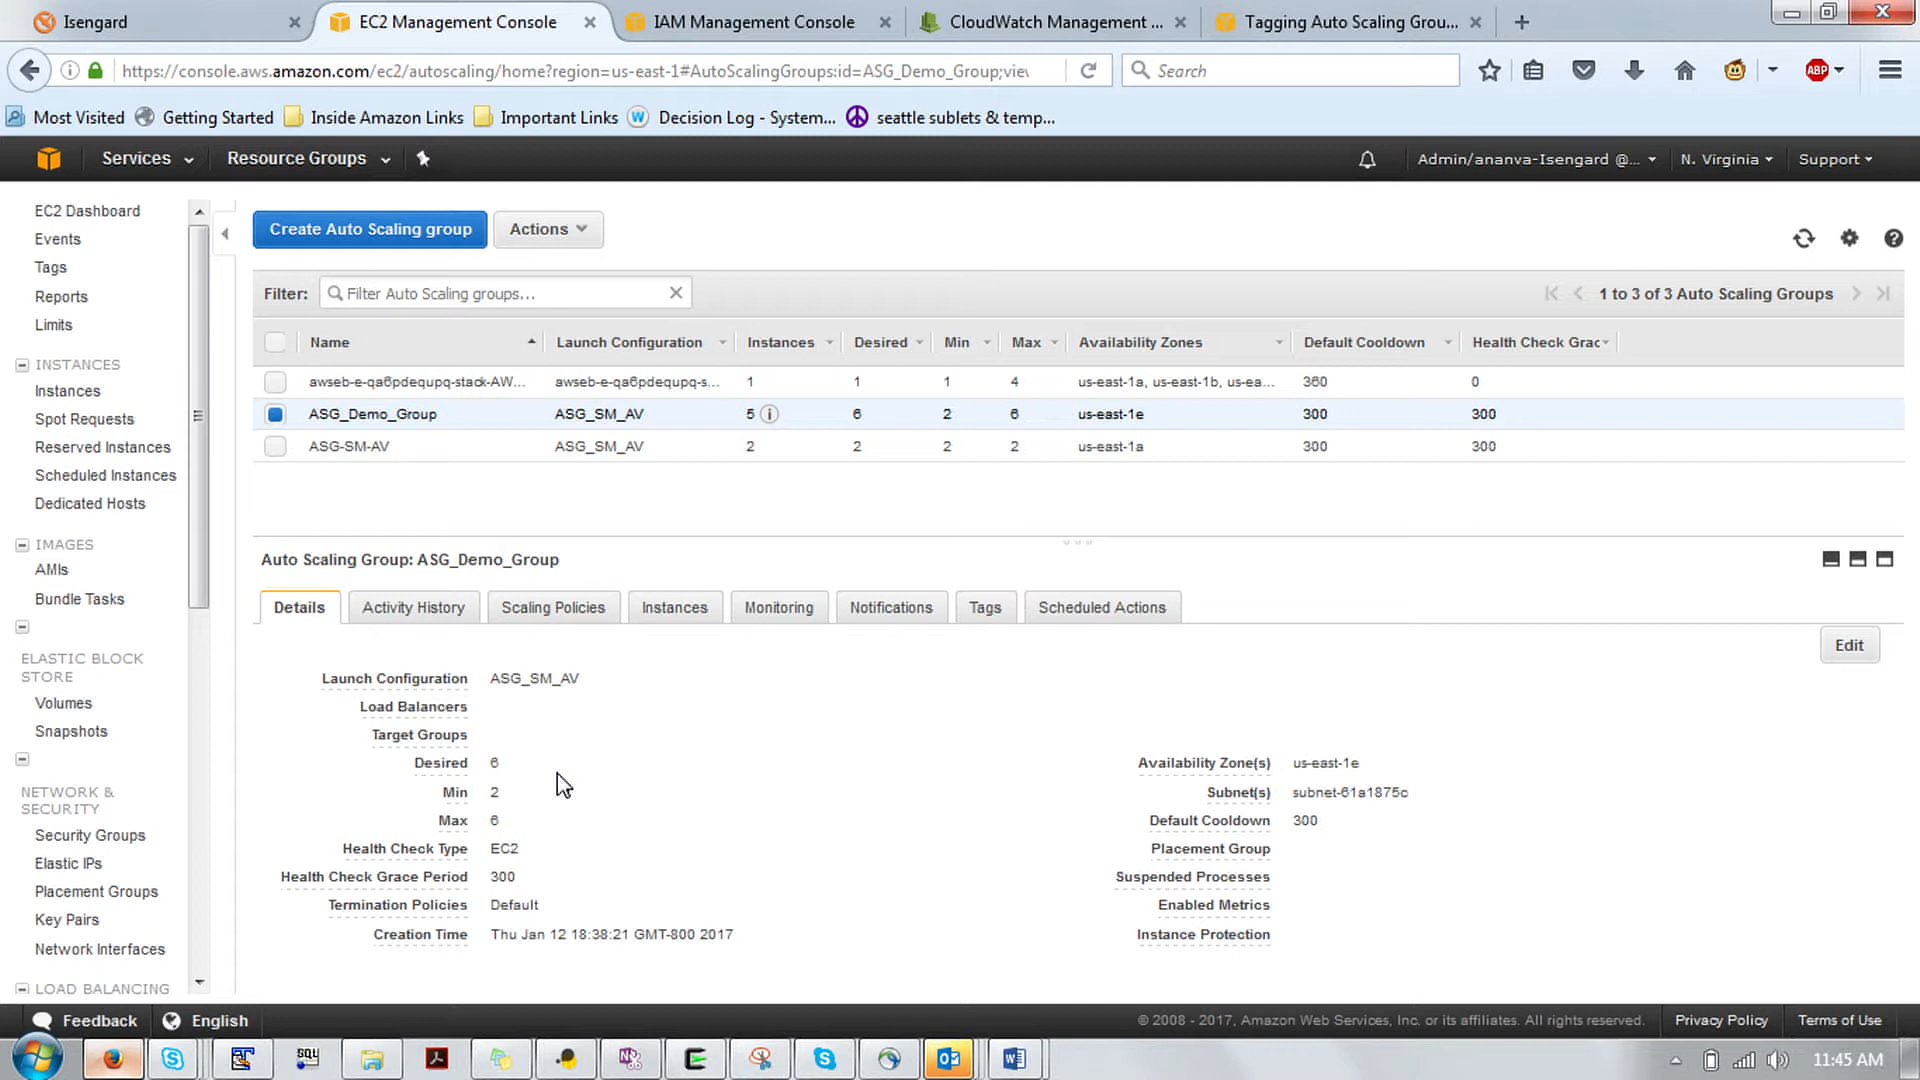 Isengard
EC2 Management Console
IAM Management Console
CloudWatch Management ...
Tagging Auto Scaling Grou...
https://console.aws.amazon.com/ec2/autoscaling/home?region=us-east-1#AutoScalingGroups:id=ASG_Demo_Group;view
Search
ABP
Most Visited
Getting Started
Inside Amazon Links
Important Links
Decision Log - System...
seattle sublets & temp...
Services
Resource Groups
Admin/ananva-Isengard @...
N. Virginia
Support
EC2 Dashboard
Events
Tags
Reports
Limits
INSTANCES
Instances
Spot Requests
Reserved Instances
Scheduled Instances
Dedicated Hosts
IMAGES
AMIs
Bundle Tasks
ELASTIC BLOCK
STORE
Volumes
Snapshots
NETWORK &
SECURITY
Security Groups
Elastic IPs
Placement Groups
Key Pairs
Network Interfaces
LOAD BALANCING
Create Auto Scaling group
Actions
Filter:
Filter Auto Scaling groups...
1 to 3 of 3 Auto Scaling Groups
Name Launch Configuration Instances Desired Min Max Availability Zones Default Cooldown Health Check Grac
awseb-e-qa6pdequpq-stack-AW... awseb-e-qa6pdequpq-s... 1 1 1 4 us-east-1a, us-east-1b, us-ea... 360 0
ASG_Demo_Group ASG_SM_AV 5 6 2 6 us-east-1e 300 300
ASG-SM-AV ASG_SM_AV 2 2 2 2 us-east-1a 300 300
Auto Scaling Group: ASG_Demo_Group
Details
Activity History
Scaling Policies
Instances
Monitoring
Notifications
Tags
Scheduled Actions
Edit
Launch Configuration ASG_SM_AV
Load Balancers
Target Groups
Desired 6
Min 2
Max 6
Health Check Type EC2
Health Check Grace Period 300
Termination Policies Default
Creation Time Thu Jan 12 18:38:21 GMT-800 2017
Availability Zone(s) us-east-1e
Subnet(s) subnet-61a1875c
Default Cooldown 300
Placement Group
Suspended Processes
Enabled Metrics
Instance Protection
Feedback
English
© 2008 - 2017, Amazon Web Services, Inc. or its affiliates. All rights reserved.
Privacy Policy
Terms of Use
11:45 AM